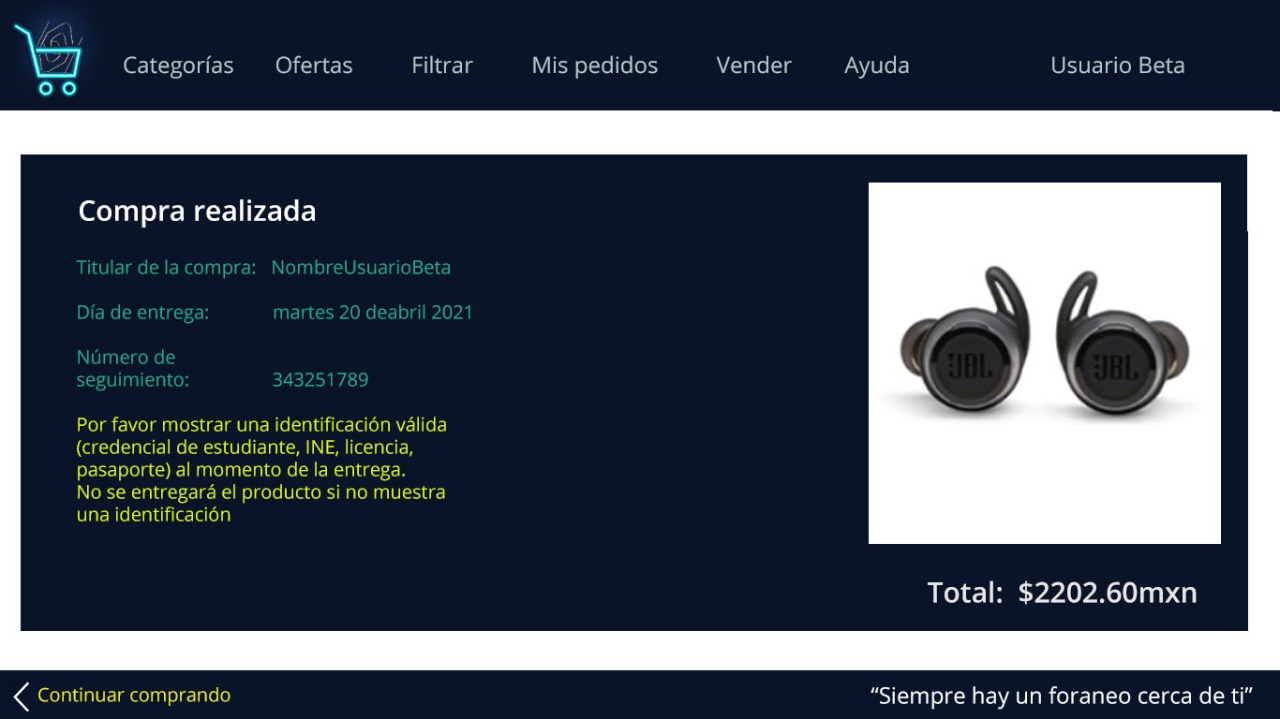 Categorías Ofertas Filtrar Mis pedidos Vender Ayuda Usuario Beta
Compra realizada
Titular de la compra: NombreUsuarioBeta
Día de entrega: martes 20 deabril 2021
Número de
seguimiento: 343251789
Por favor mostrar una identificación válida
(credencial de estudiante, INE, licencia,
pasaporte) al momento de la entrega.
No se entregará el producto si no muestra
una identificación
JBL JBL
Total: $2202.60mxn
Continuar comprando
“Siempre hay un foraneo cerca de ti”